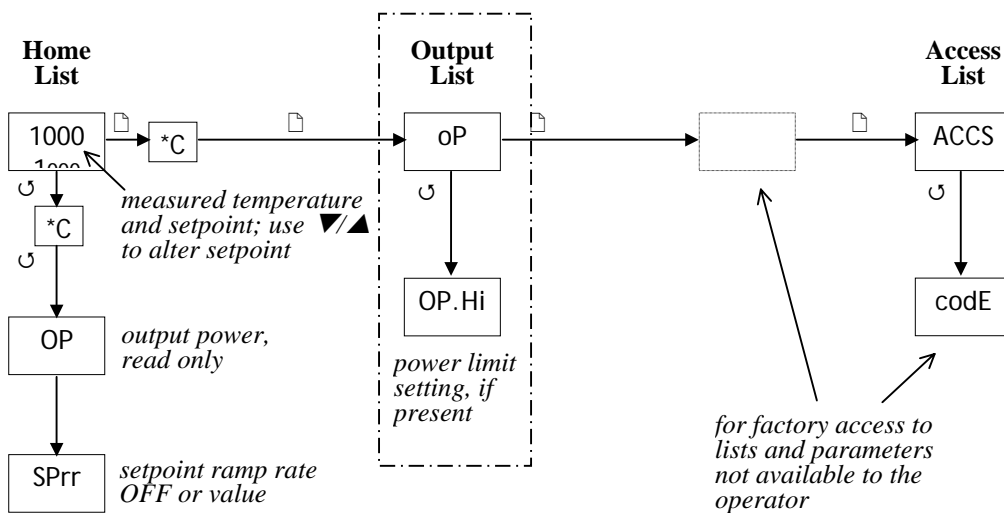 Home
List
Output
List
Access
List
1000
1000
*C
oP
ACCS
measured temperature
and setpoint; use ▼/▲
to alter setpoint
*C
OP.Hi
codE
OP
output power,
read only
power limit
setting, if
present
for factory access to
lists and parameters
not available to the
operator
SPrr
setpoint ramp rate
OFF or value